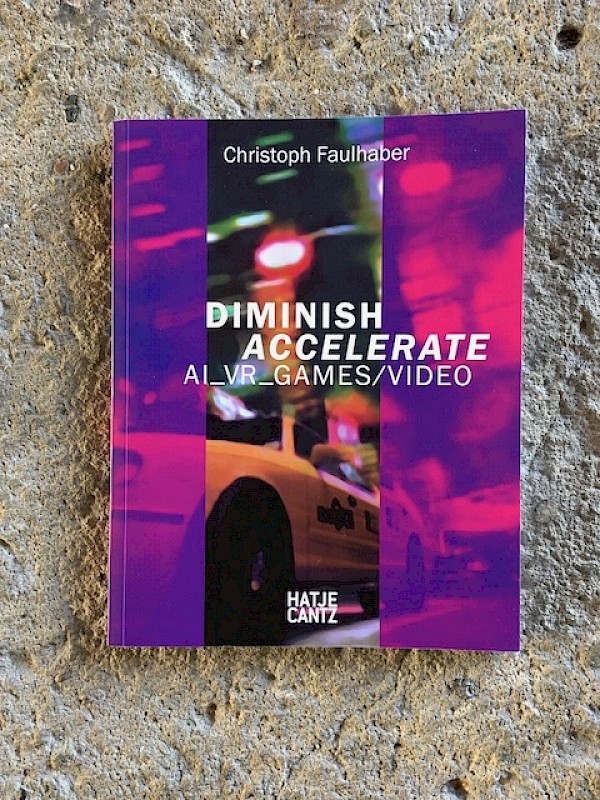 Christoph Faulhaber
DIMINISH
ACCELERATE
AI_VR_GAMES/VIDEO
HATJE
CANTZ